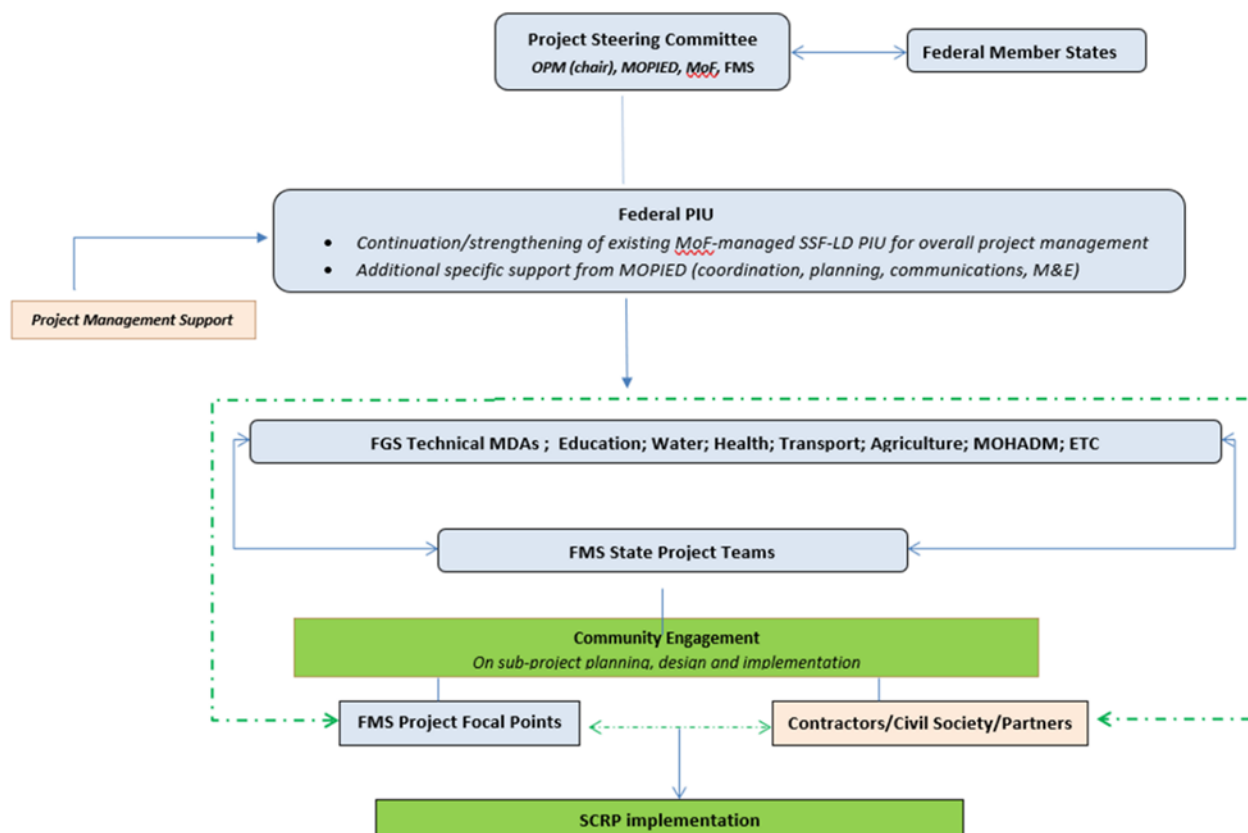 Project Steering Committee
OPM (chair), MOPIED, MoF, FMS
Federal Member States
Federal PIU
• Continuation/strengthening of existing MoF-managed SSF-LD PIU for overall project management
• Additional specific support from MOPIED (coordination, planning, communications, M&E)
Project Management Support
FGS Technical MDAs ; Education; Water; Health; Transport; Agriculture; MOHADM; ETC
FMS State Project Teams
Community Engagement
On sub-project planning, design and implementation
FMS Project Focal Points
Contractors/Civil Society/Partners
SCRP implementation